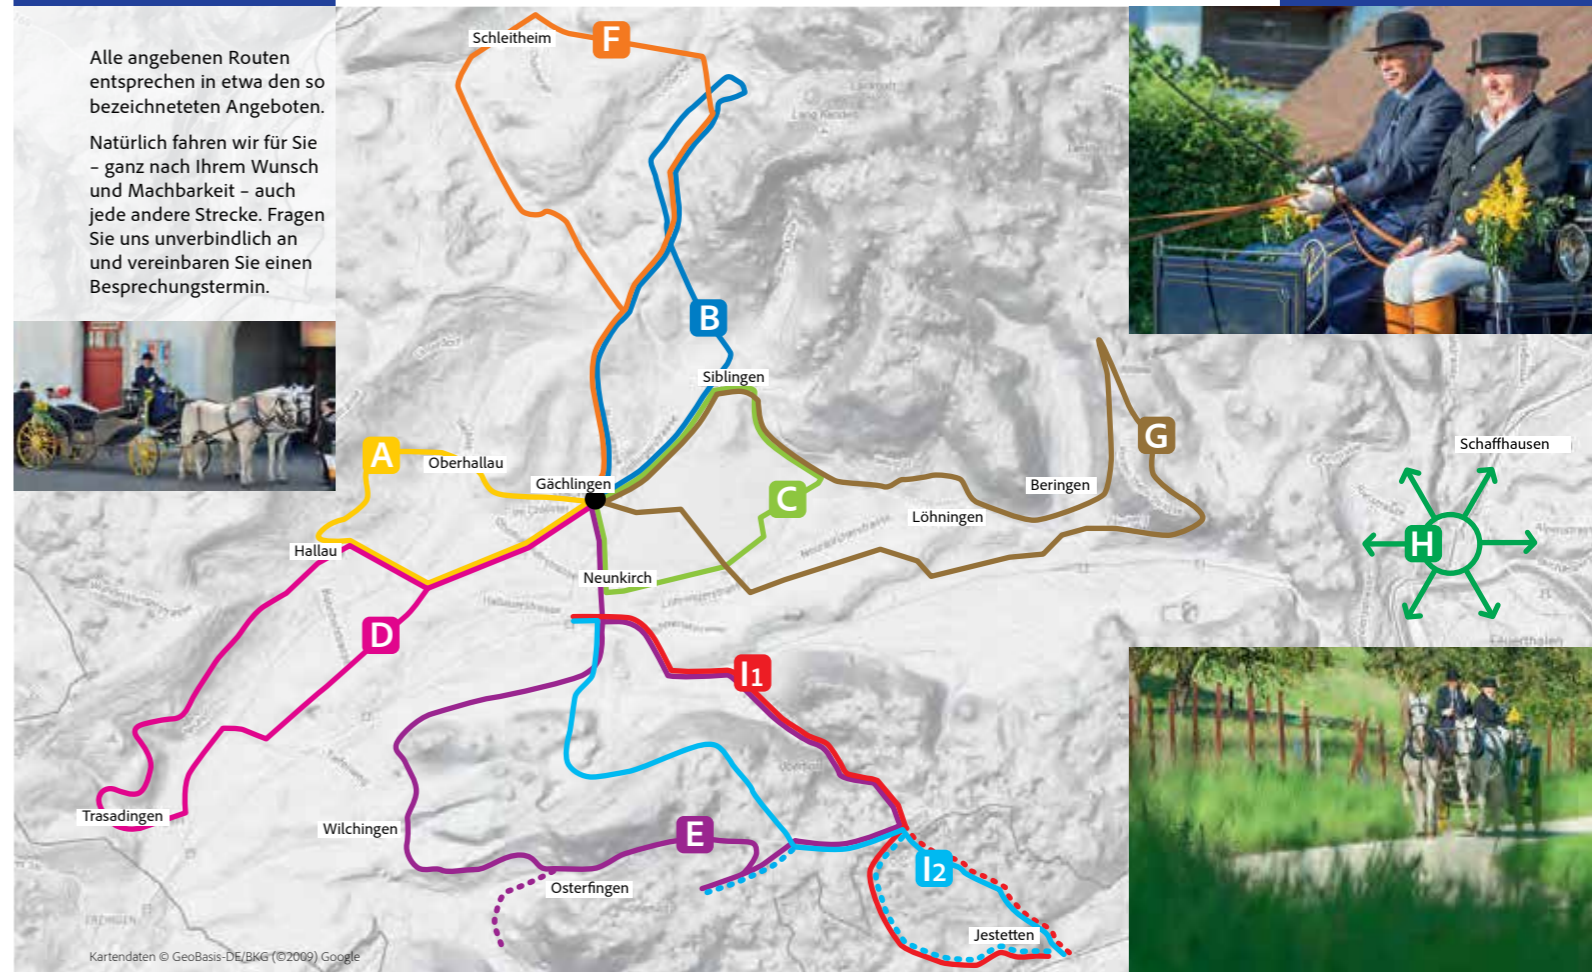 Alle angebenen Routen
entsprechen in etwa den so
bezeichneteten Angeboten.
Natürlich fahren wir für Sie
– ganz nach Ihrem Wunsch
und Machbarkeit – auch
jede andere Strecke. Fragen
Sie uns unverbindlich an
und vereinbaren Sie einen
Besprechungstermin.
Schleitheim
F
B
Siblingen
A
Oberhallau
Gächlingen
C
G
Beringen
Löhningen
Schaffhausen
H
Hallau
Neunkirch
D
I1
Trasadingen
Wilchingen
E
Osterfingen
I2
Jestetten
Feuerthalen
Kartendaten © GeoBasis-DE/BKG (©2009) Google